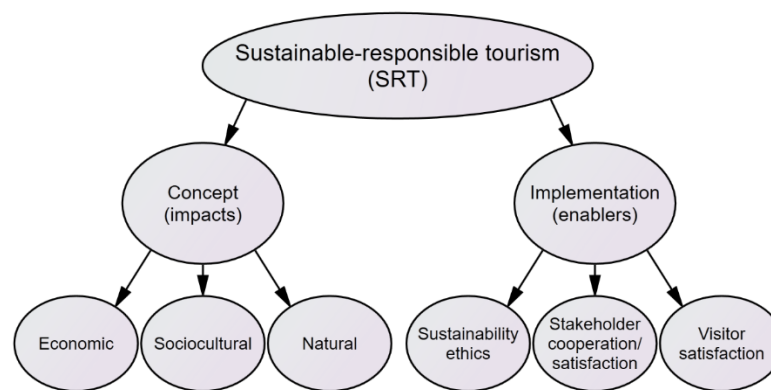 Sustainable-responsible tourism
(SRT)
Concept
(impacts)
Implementation
(enablers)
Economic
Sociocultural
Natural
Sustainability
ethics
Stakeholder
cooperation/
satisfaction
Visitor
satisfaction